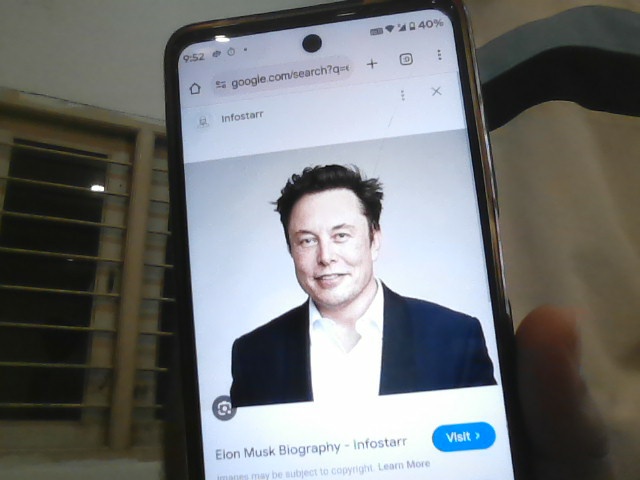 9:52
40%
google.com/search?q=
Infostarr
Elon Musk Biography - Infostarr
Visit
Images may be subject to copyright. Learn More